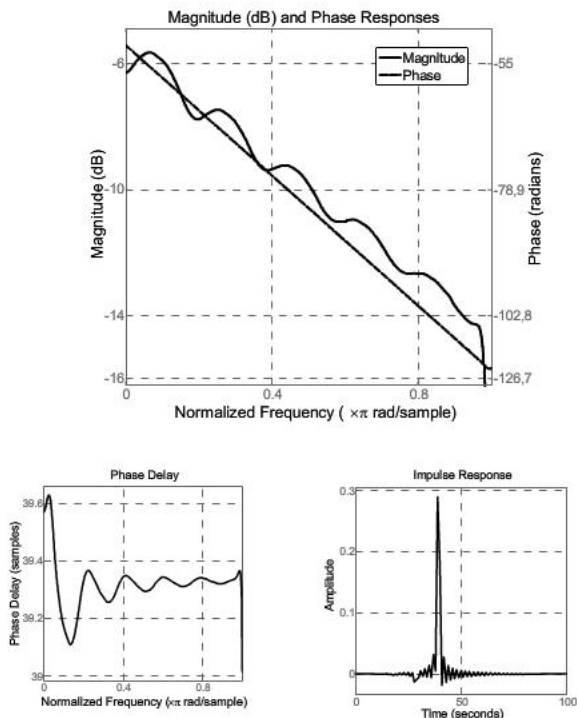 Magnitude (dB) and Phase Responses
Magnitude
Phase
-6
-10
-14
-16
Magnitude (dB)
-55
-78,9
-102,8
-126,7
Phase (radians)
0
0.4
0.8
Normalized Frequency ( ×π rad/sample)
Phase Delay
39.6
39.4
39.2
39
Phase Delay (samples)
0
0.4
0.8
Normalized Frequency (×π rad/sample)
Impulse Response
0.3
0.2
0.1
0
Amplitude
0
50
100
Time (seconds)